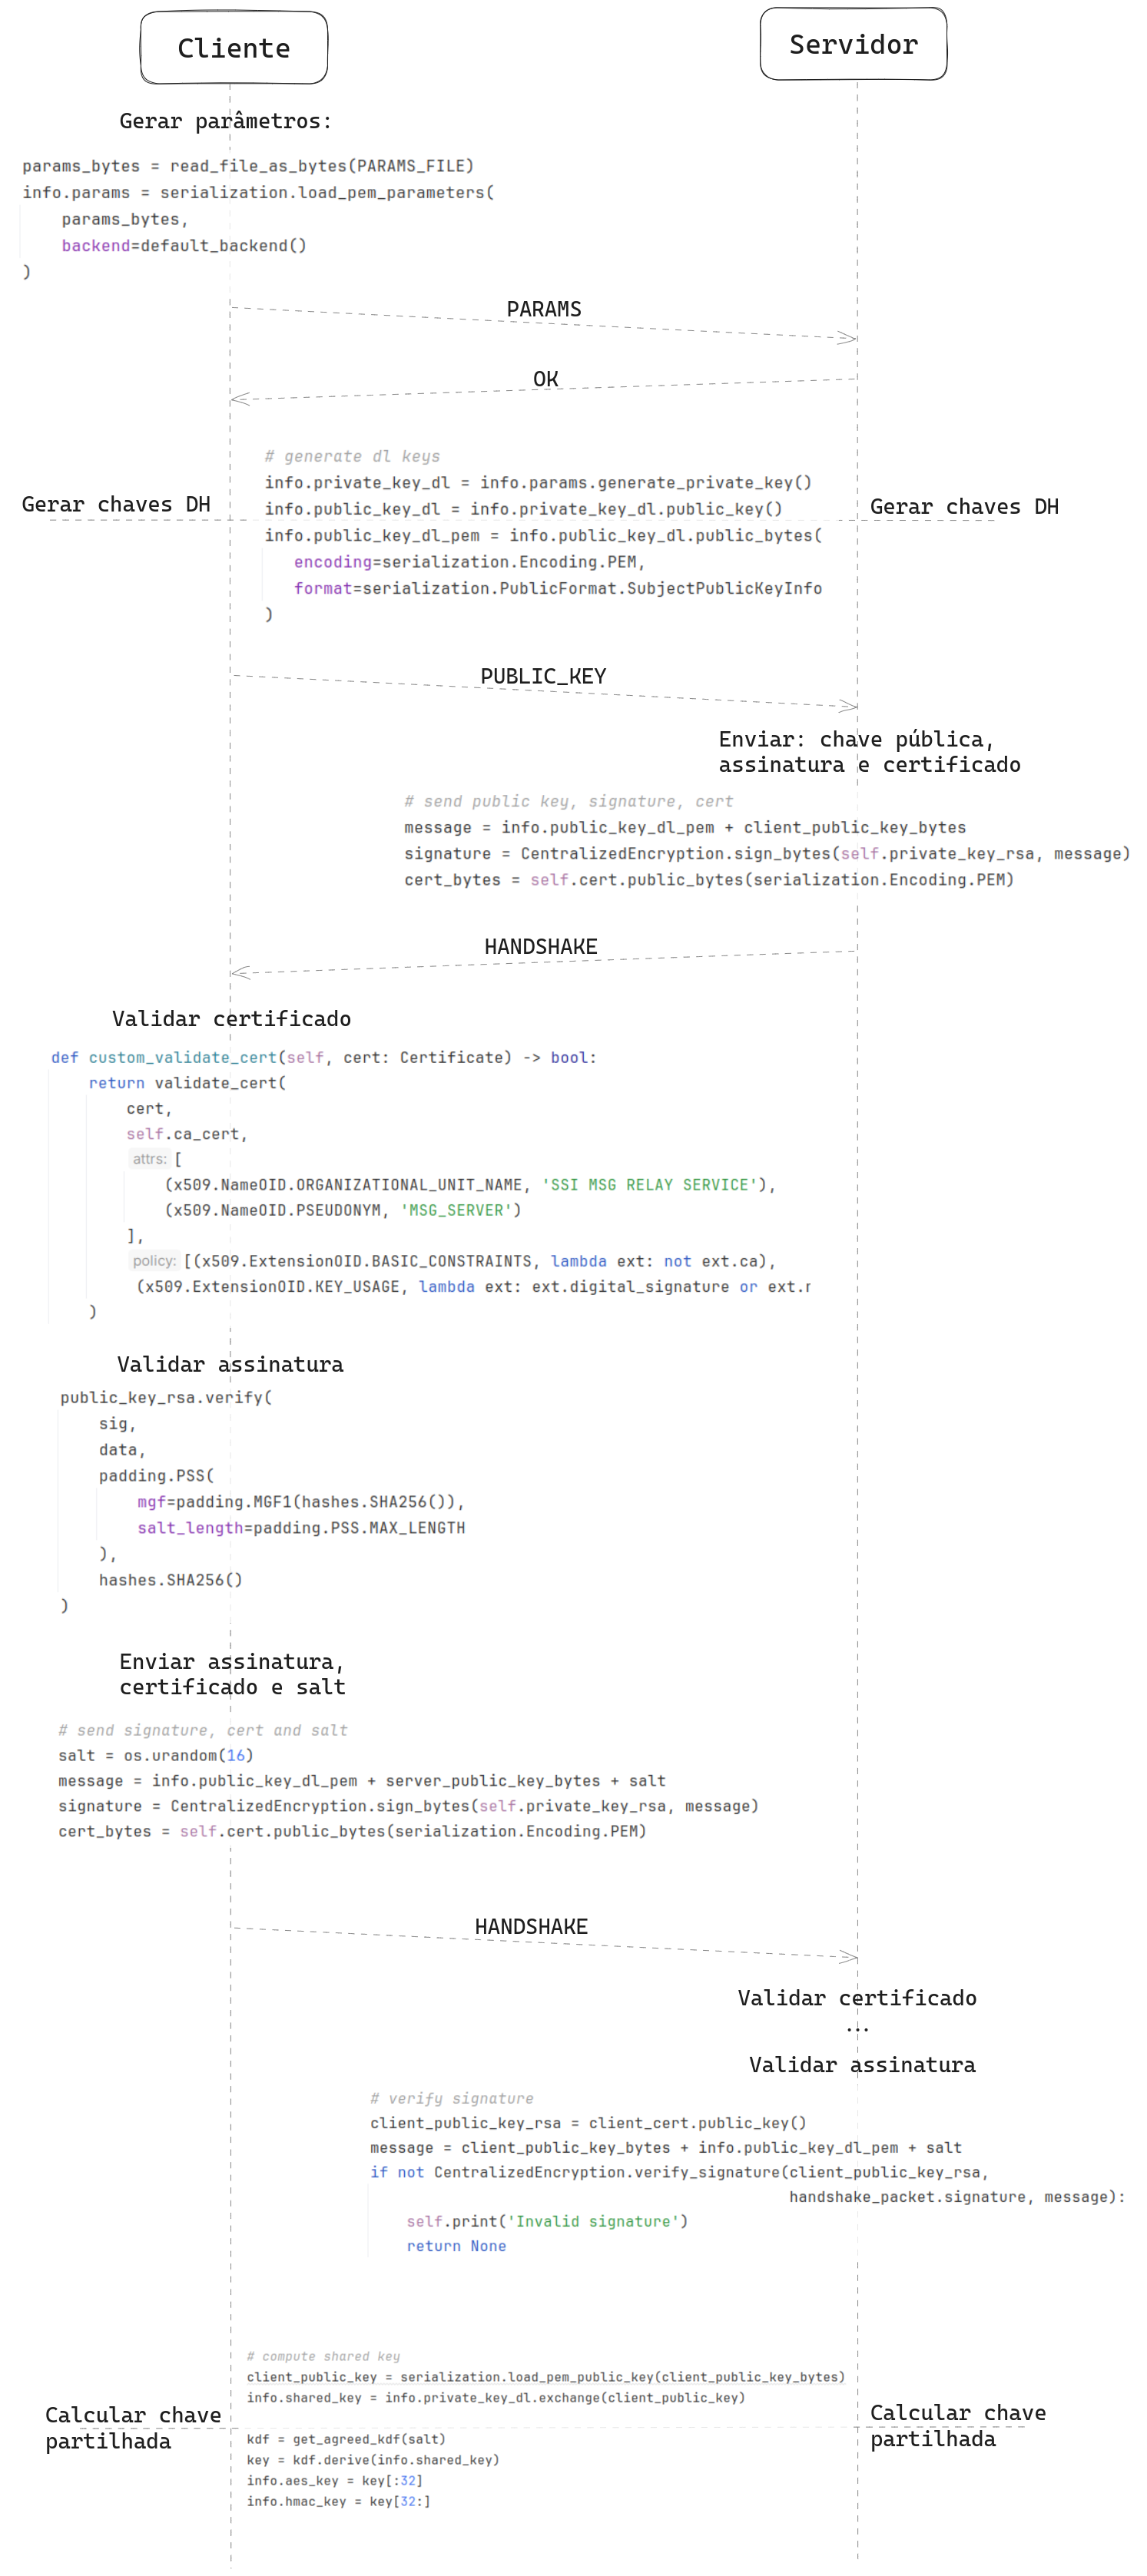 Cliente
Servidor
Gerar parâmetros:
params_bytes = read_file_as_bytes(PARAMS_FILE)
info.params = serialization.load_pem_parameters(
    params_bytes,
    backend=default_backend()
)
PARAMS
OK
Gerar chaves DH
# generate dl keys
info.private_key_dl = info.params.generate_private_key()
info.public_key_dl = info.private_key_dl.public_key()
info.public_key_dl_pem = info.public_key_dl.public_bytes(
    encoding=serialization.Encoding.PEM,
    format=serialization.PublicFormat.SubjectPublicKeyInfo
)
Gerar chaves DH
PUBLIC_KEY
Enviar: chave pública,
assinatura e certificado
# send public key, signature, cert
message = info.public_key_dl_pem + client_public_key_bytes
signature = CentralizedEncryption.sign_bytes(self.private_key_rsa, message)
cert_bytes = self.cert.public_bytes(serialization.Encoding.PEM)
HANDSHAKE
Validar certificado
def custom_validate_cert(self, cert: Certificate) -> bool:
    return validate_cert(
        cert,
        self.ca_cert,
        attrs: [
            (x509.NameOID.ORGANIZATIONAL_UNIT_NAME, 'SSI MSG RELAY SERVICE'),
            (x509.NameOID.PSEUDONYM, 'MSG_SERVER')
        ],
        policy: [(x509.ExtensionOID.BASIC_CONSTRAINTS, lambda ext: not ext.ca),
         (x509.ExtensionOID.KEY_USAGE, lambda ext: ext.digital_signature or ext.
    )
Validar assinatura
public_key_rsa.verify(
    sig,
    data,
    padding.PSS(
        mgf=padding.MGF1(hashes.SHA256()),
        salt_length=padding.PSS.MAX_LENGTH
    ),
    hashes.SHA256()
)
Enviar assinatura,
certificado e salt
# send signature, cert and salt
salt = os.urandom(16)
message = info.public_key_dl_pem + server_public_key_bytes + salt
signature = CentralizedEncryption.sign_bytes(self.private_key_rsa, message)
cert_bytes = self.cert.public_bytes(serialization.Encoding.PEM)
HANDSHAKE
Validar certificado
...
Validar assinatura
# verify signature
client_public_key_rsa = client_cert.public_key()
message = client_public_key_bytes + info.public_key_dl_pem + salt
if not CentralizedEncryption.verify_signature(client_public_key_rsa,
                                              handshake_packet.signature, message):
    self.print('Invalid signature')
    return None
Calcular chave
partilhada
# compute shared key
client_public_key = serialization.load_pem_public_key(client_public_key_bytes)
info.shared_key = info.private_key_dl.exchange(client_public_key)
kdf = get_agreed_kdf(salt)
key = kdf.derive(info.shared_key)
info.aes_key = key[:32]
info.hmac_key = key[32:]
Calcular chave
partilhada